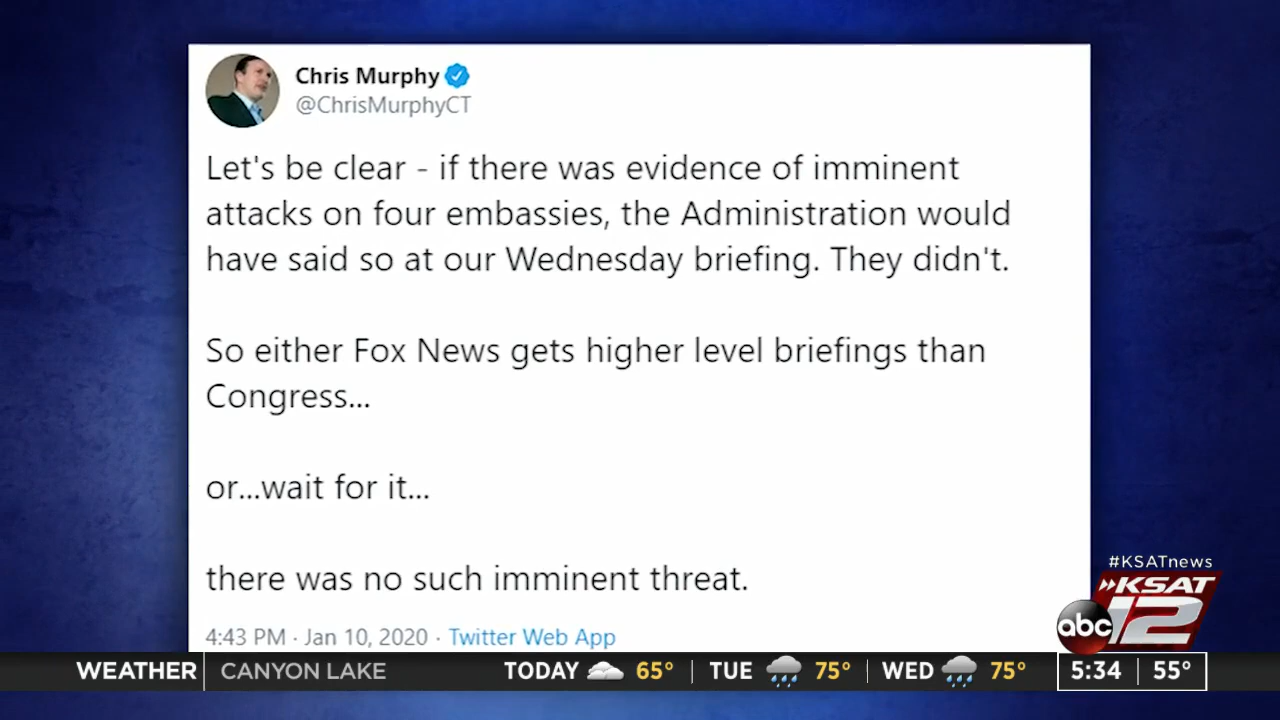 Chris Murphy
@ChrisMurphyCT
Let's be clear - if there was evidence of imminent
attacks on four embassies, the Administration would
have said so at our Wednesday briefing. They didn't.
So either Fox News gets higher level briefings than
Congress...
or...wait for it...
there was no such imminent threat.
4:43 PM · Jan 10, 2020 · Twitter Web App
#KSATnews
KSAT
abc 12
WEATHER CANYON LAKE TODAY 65° TUE 75° WED 75° 5:34 55°